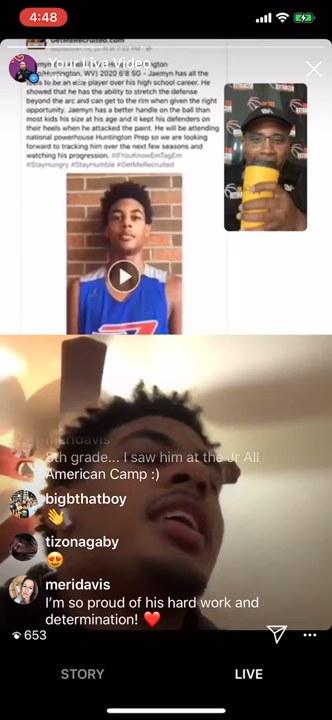 4:48
GetMeRecruited.com
Your Live Video
WV) 2020 6'8 SG - Jaemyn has all the
to be an elite player over his high school career. He
showed that he has the ability to stretch the defense
beyond the arc and can get to the rim when given the right
opportunity. Jaemyn has a better handle on the ball than
most kids his size at his age and it kept his defenders on
their heels when he attacked the paint. He will be attending
national powerhouse Huntington Prep so we are looking
forward to tracking him over the next few seasons and
watching his progression. #IfYouKnowEmTagEm
#StayHungry #StayHumble #GetMeRecruited
meridavis
8th grade... I saw him at the Jr All
American Camp :)
bigbthatboy
👋
tizonagaby
😍
meridavis
I'm so proud of his hard work and
determination! ❤️
653
STORY
LIVE